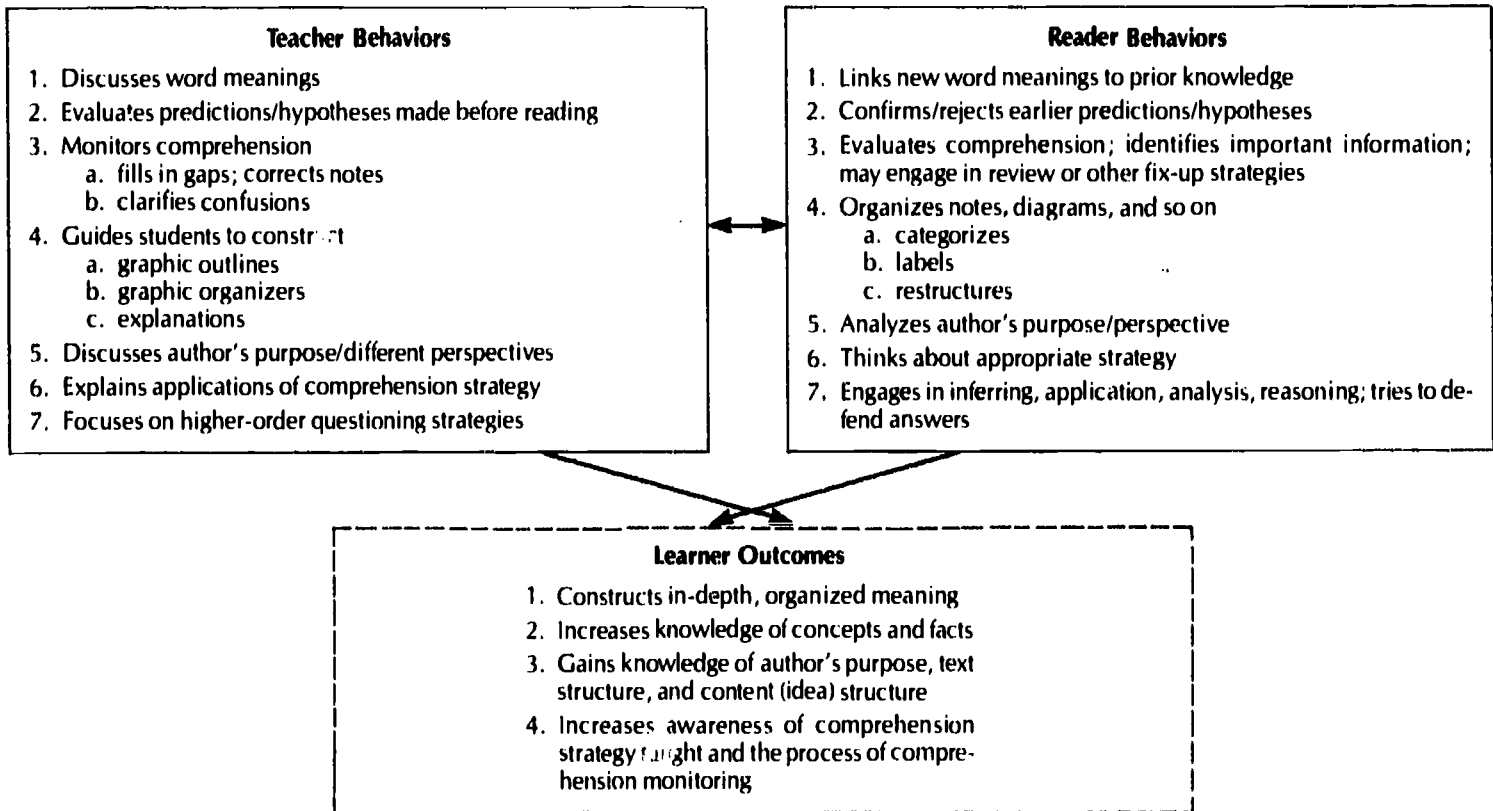 Teacher Behaviors
1. Discusses word meanings
2. Evaluates predictions/hypotheses made before reading
3. Monitors comprehension
a. fills in gaps; corrects notes
b. clarifies confusions
4. Guides students to construct
a. graphic outlines
b. graphic organizers
c. explanations
5. Discusses author's purpose/different perspectives
6. Explains applications of comprehension strategy
7. Focuses on higher-order questioning strategies
Reader Behaviors
1. Links new word meanings to prior knowledge
2. Confirms/rejects earlier predictions/hypotheses
3. Evaluates comprehension; identifies important information;
may engage in review or other fix-up strategies
4. Organizes notes, diagrams, and so on
a. categorizes
b. labels
c. restructures
5. Analyzes author's purpose/perspective
6. Thinks about appropriate strategy
7. Engages in inferring, application, analysis, reasoning; tries to de-
fend answers
Learner Outcomes
1. Constructs in-depth, organized meaning
2. Increases knowledge of concepts and facts
3. Gains knowledge of author's purpose, text
structure, and content (idea) structure
4. Increases awareness of comprehension
strategy taught and the process of compre-
hension monitoring